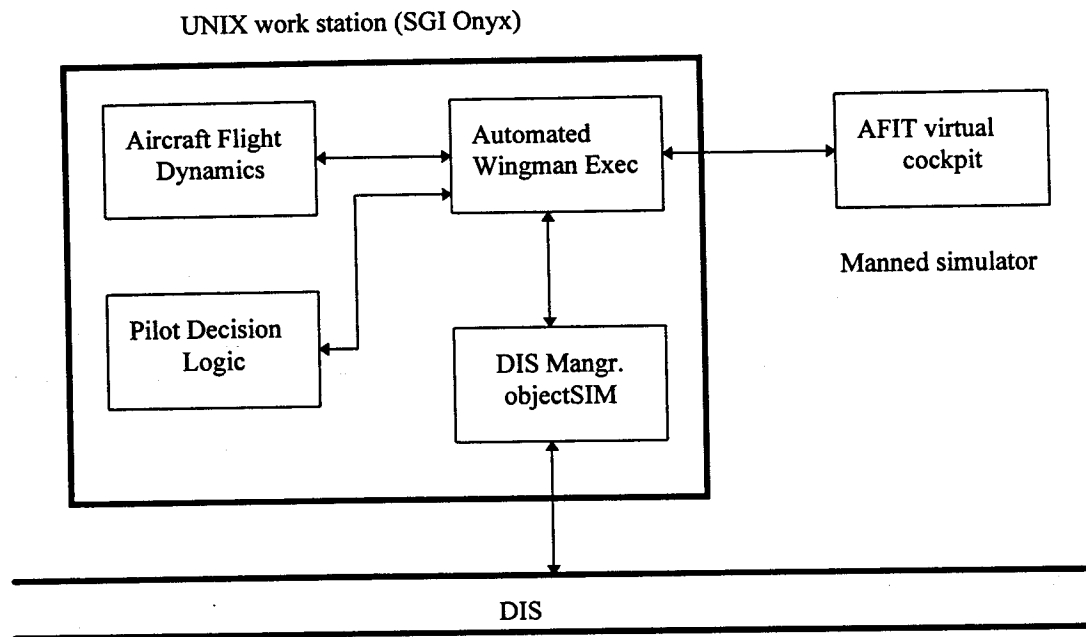 UNIX work station (SGI Onyx)
Aircraft Flight
Dynamics
Automated
Wingman Exec
AFIT virtual
cockpit
Manned simulator
Pilot Decision
Logic
DIS Mangr.
objectSIM
DIS